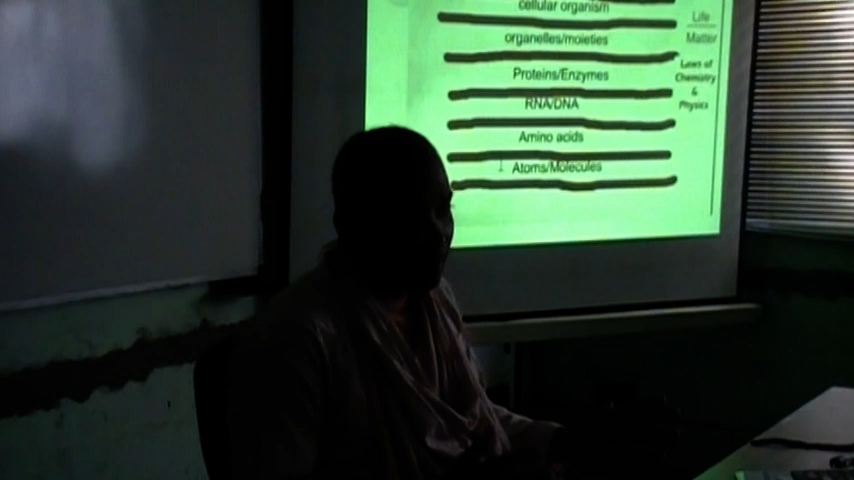 cellular organism
organelles/moieties
Proteins/Enzymes
RNA/DNA
Amino acids
Atoms/Molecules
Life
Matter
Laws of
Chemistry
&
Physics